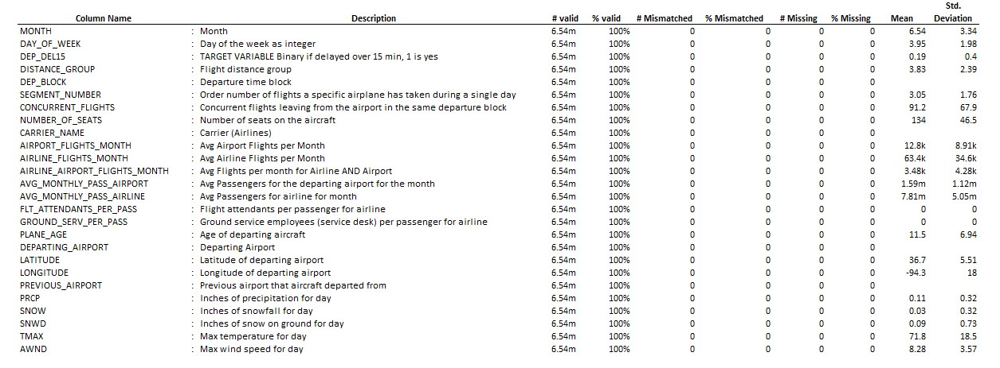 Std.
Column Name Description # valid % valid # Mismatched % Mismatched # Missing % Missing Mean Deviation
MONTH : Month 6.54m 100% 0 0 0 0 6.54 3.34
DAY_OF_WEEK : Day of the week as integer 6.54m 100% 0 0 0 0 3.95 1.98
DEP_DEL15 : TARGET VARIABLE Binary if delayed over 15 min, 1 is yes 6.54m 100% 0 0 0 0 0.19 0.4
DISTANCE_GROUP : Flight distance group 6.54m 100% 0 0 0 0 3.83 2.39
DEP_BLOCK : Departure time block 6.54m 100% 0 0 0 0
SEGMENT_NUMBER : Order number of flights a specific airplane has taken during a single day 6.54m 100% 0 0 0 0 3.05 1.76
CONCURRENT_FLIGHTS : Concurrent flights leaving from the airport in the same departure block 6.54m 100% 0 0 0 0 91.2 67.9
NUMBER_OF_SEATS : Number of seats on the aircraft 6.54m 100% 0 0 0 0 134 46.5
CARRIER_NAME : Carrier (Airlines) 6.54m 100% 0 0 0 0
AIRPORT_FLIGHTS_MONTH : Avg Airport Flights per Month 6.54m 100% 0 0 0 0 12.8k 8.91k
AIRLINE_FLIGHTS_MONTH : Avg Airline Flights per Month 6.54m 100% 0 0 0 0 63.4k 34.6k
AIRLINE_AIRPORT_FLIGHTS_MONTH : Avg Flights per month for Airline AND Airport 6.54m 100% 0 0 0 0 3.48k 4.28k
AVG_MONTHLY_PASS_AIRPORT : Avg Passengers for the departing airport for the month 6.54m 100% 0 0 0 0 1.59m 1.12m
AVG_MONTHLY_PASS_AIRLINE : Avg Passengers for airline for month 6.54m 100% 0 0 0 0 7.81m 5.05m
FLT_ATTENDANTS_PER_PASS : Flight attendants per passenger for airline 6.54m 100% 0 0 0 0 0 0
GROUND_SERV_PER_PASS : Ground service employees (service desk) per passenger for airline 6.54m 100% 0 0 0 0 0 0
PLANE_AGE : Age of departing aircraft 6.54m 100% 0 0 0 0 11.5 6.94
DEPARTING_AIRPORT : Departing Airport 6.54m 100% 0 0 0 0
LATITUDE : Latitude of departing airport 6.54m 100% 0 0 0 0 36.7 5.51
LONGITUDE : Longitude of departing airport 6.54m 100% 0 0 0 0 -94.3 18
PREVIOUS_AIRPORT : Previous airport that aircraft departed from 6.54m 100% 0 0 0 0
PRCP : Inches of precipitation for day 6.54m 100% 0 0 0 0 0.11 0.32
SNOW : Inches of snowfall for day 6.54m 100% 0 0 0 0 0.03 0.32
SNWD : Inches of snow on ground for day 6.54m 100% 0 0 0 0 0.09 0.73
TMAX : Max temperature for day 6.54m 100% 0 0 0 0 71.8 18.5
AWND : Max wind speed for day 6.54m 100% 0 0 0 0 8.28 3.57